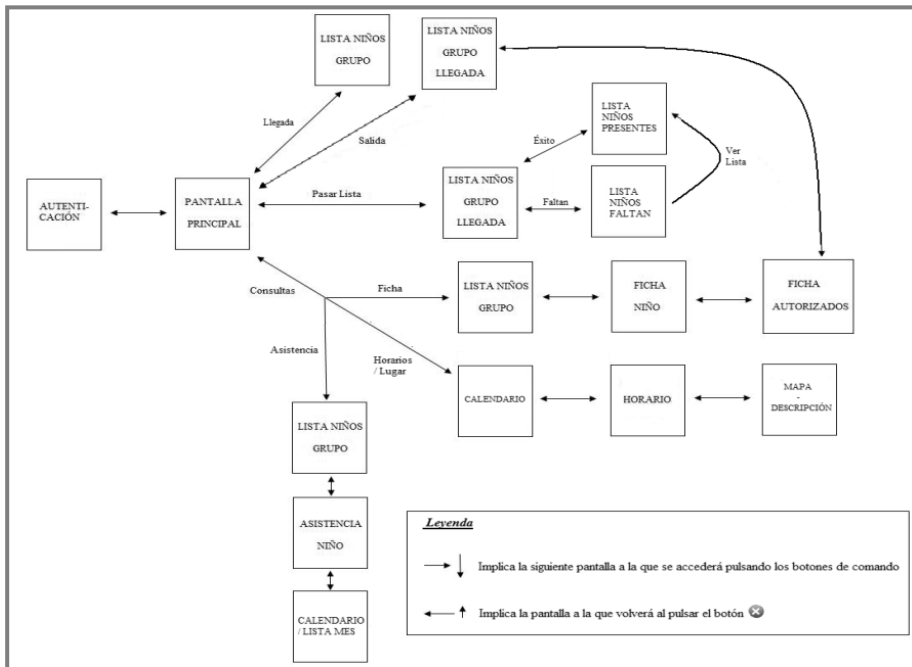 LISTA NIÑOS
GRUPO
LISTA NIÑOS
GRUPO
LLEGADA
Llegada
Salida
LISTA
NIÑOS
PRESENTES
Éxito
Ver
Lista
AUTENTI-
CACIÓN
PANTALLA
PRINCIPAL
Pasar Lista
LISTA NIÑOS
GRUPO
LLEGADA
Faltan
LISTA
NIÑOS
FALTAN
Consultas
Ficha
LISTA NIÑOS
GRUPO
FICHA
NIÑO
FICHA
AUTORIZADOS
Asistencia
Horarios
/ Lugar
CALENDARIO
HORARIO
MAPA
-
DESCRIPCIÓN
LISTA NIÑOS
GRUPO
ASISTENCIA
NIÑO
CALENDARIO
/ LISTA MES
Leyenda
Implica la siguiente pantalla a la que se accederá pulsando los botones de comando
Implica la pantalla a la que volverá al pulsar el botón